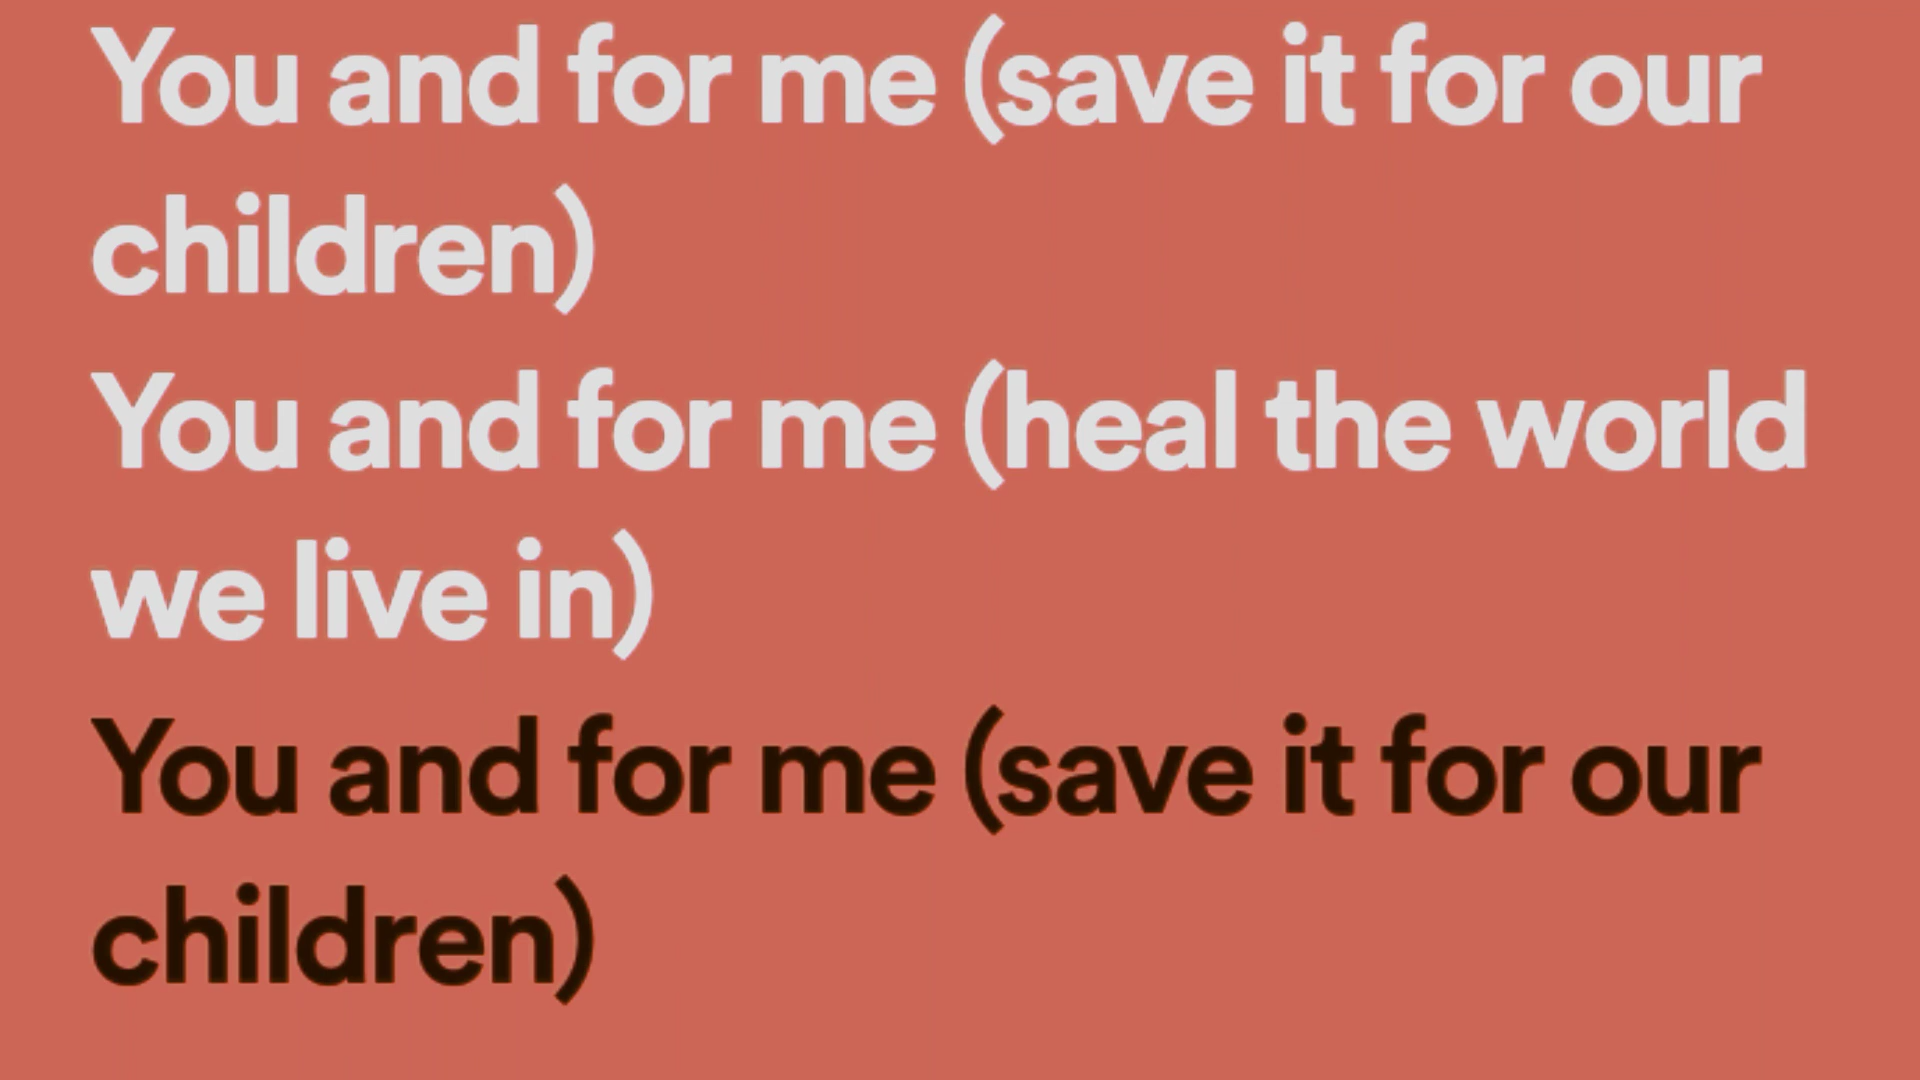 You and for me (save it for our
children)
You and for me (heal the world
we live in)
You and for me (save it for our
children)